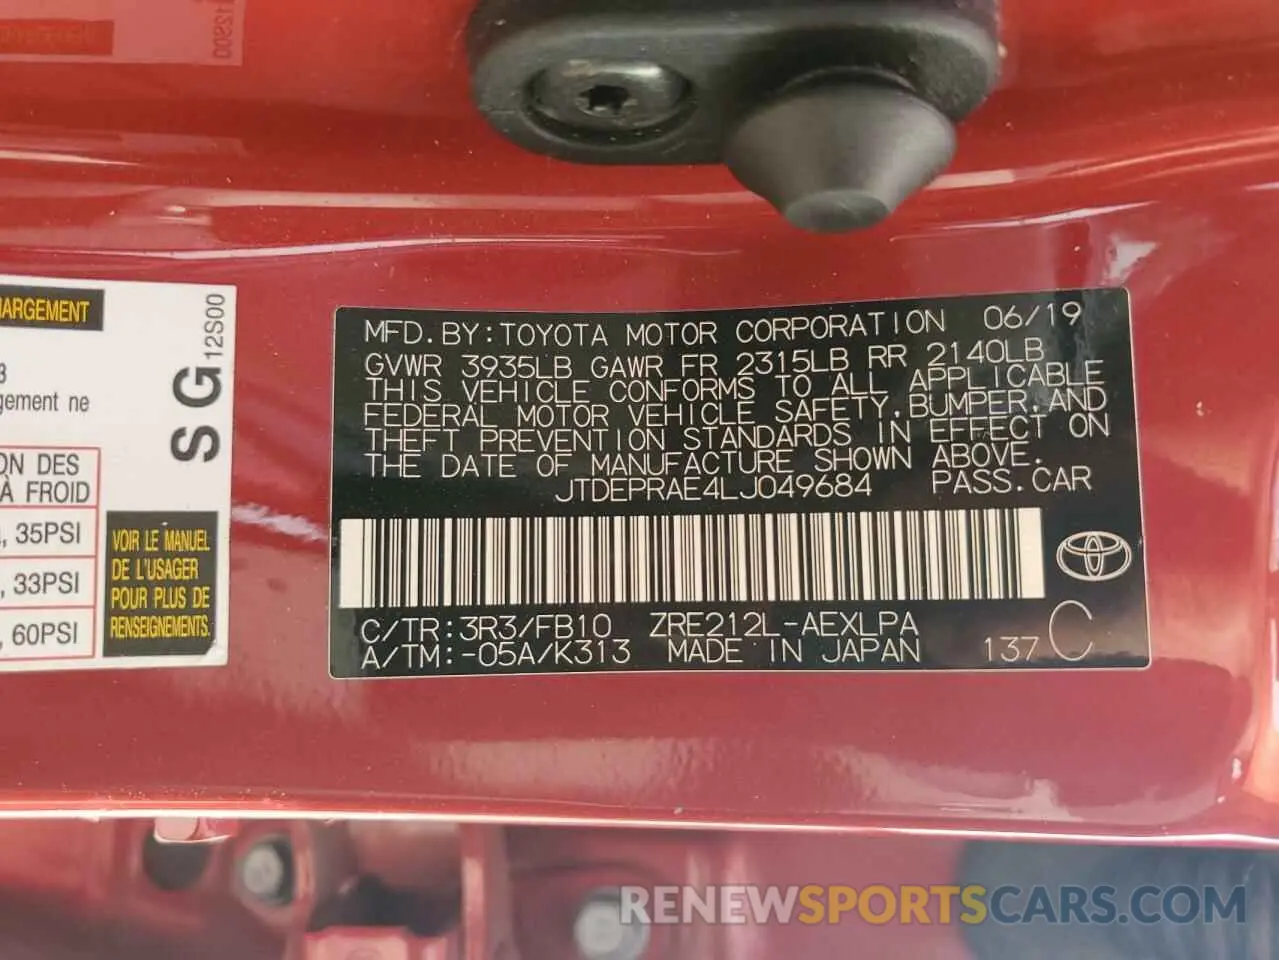 12S00
HARGEMENT
3
gement ne
S G 12S00
ON DES
À FROID
, 35PSI
, 33PSI
, 60PSI
VOIR LE MANUEL
DE L'USAGER
POUR PLUS DE
RENSEIGNEMENTS.
MFD. BY: TOYOTA MOTOR CORPORATION 06/19
GVWR 3935LB GAWR FR 2315LB RR 2140LB
THIS VEHICLE CONFORMS TO ALL APPLICABLE
FEDERAL MOTOR VEHICLE SAFETY, BUMPER, AND
THEFT PREVENTION STANDARDS IN EFFECT ON
THE DATE OF MANUFACTURE SHOWN ABOVE.
JTDEPRAE4LJ049684 PASS. CAR
C/TR: 3R3/FB10 ZRE212L-AEXLPA
A/TM: -05A/K313 MADE IN JAPAN 137 C
RENEWSPORTSCARS.COM